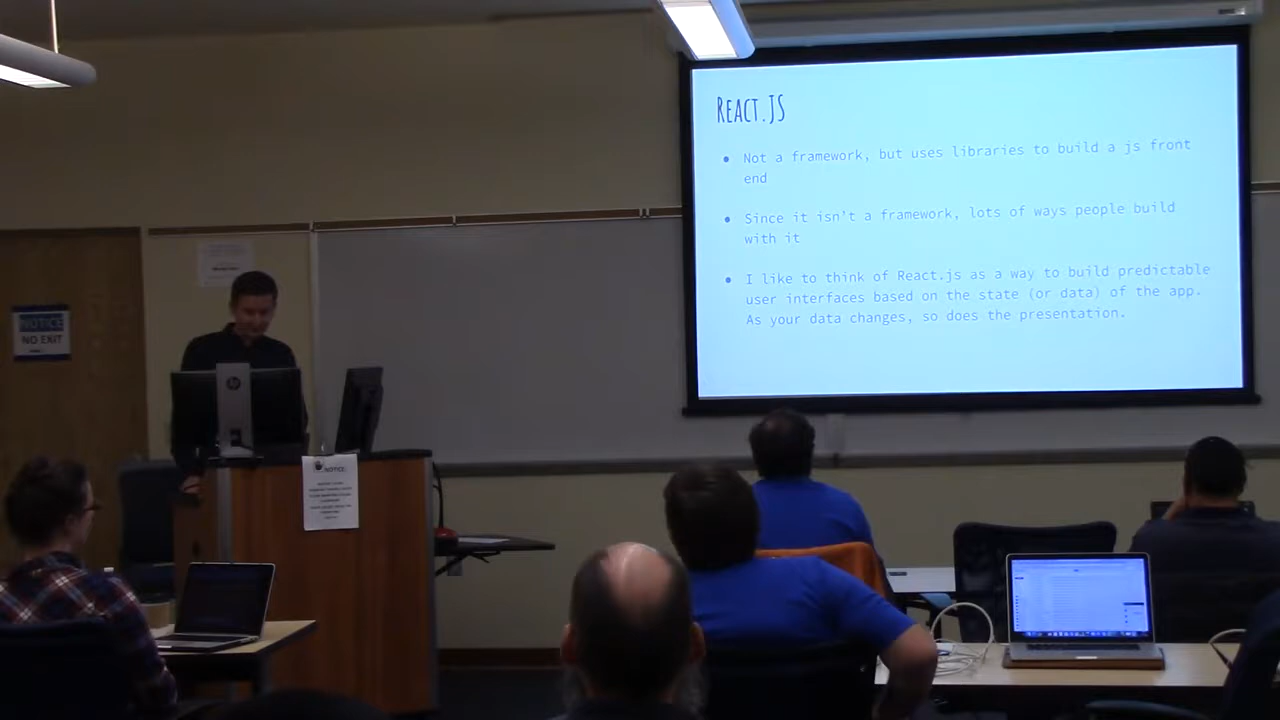 React.JS
● Not a framework, but uses libraries to build a js front
end
● Since it isn't a framework, lots of ways people build
with it
● I like to think of React.js as a way to build predictable
user interfaces based on the state (or data) of the app.
As your data changes, so does the presentation.
NOTICE
NO EXIT
hp
NOTICE: